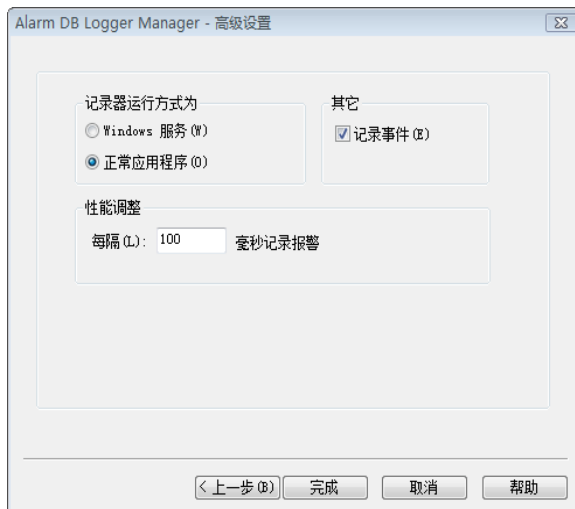 Alarm DB Logger Manager - 高级设置
记录器运行方式为
Windows 服务(W)
正常应用程序(O)
其它
记录事件(E)
性能调整
每隔(L): 100 毫秒记录报警
< 上一步(B) 完成 取消 帮助